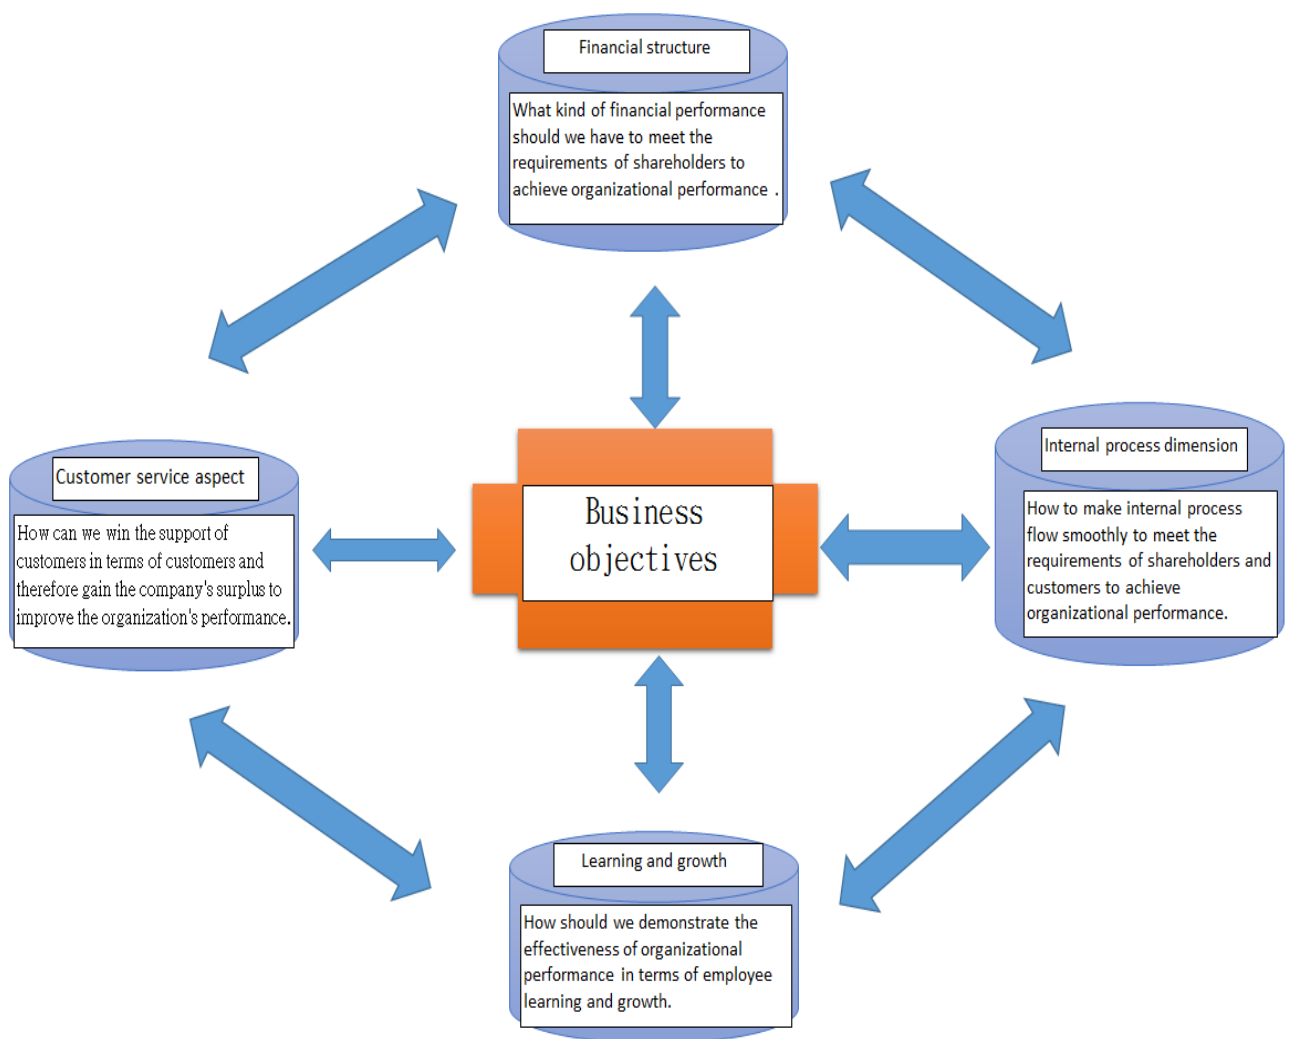 Financial structure
What kind of financial performance
should we have to meet the
requirements of shareholders to
achieve organizational performance .
Customer service aspect
How can we win the support of
customers in terms of customers and
therefore gain the company's surplus to
improve the organization's performance.
Business
objectives
Internal process dimension
How to make internal process
flow smoothly to meet the
requirements of shareholders and
customers to achieve
organizational performance.
Learning and growth
How should we demonstrate the
effectiveness of organizational
performance in terms of employee
learning and growth.